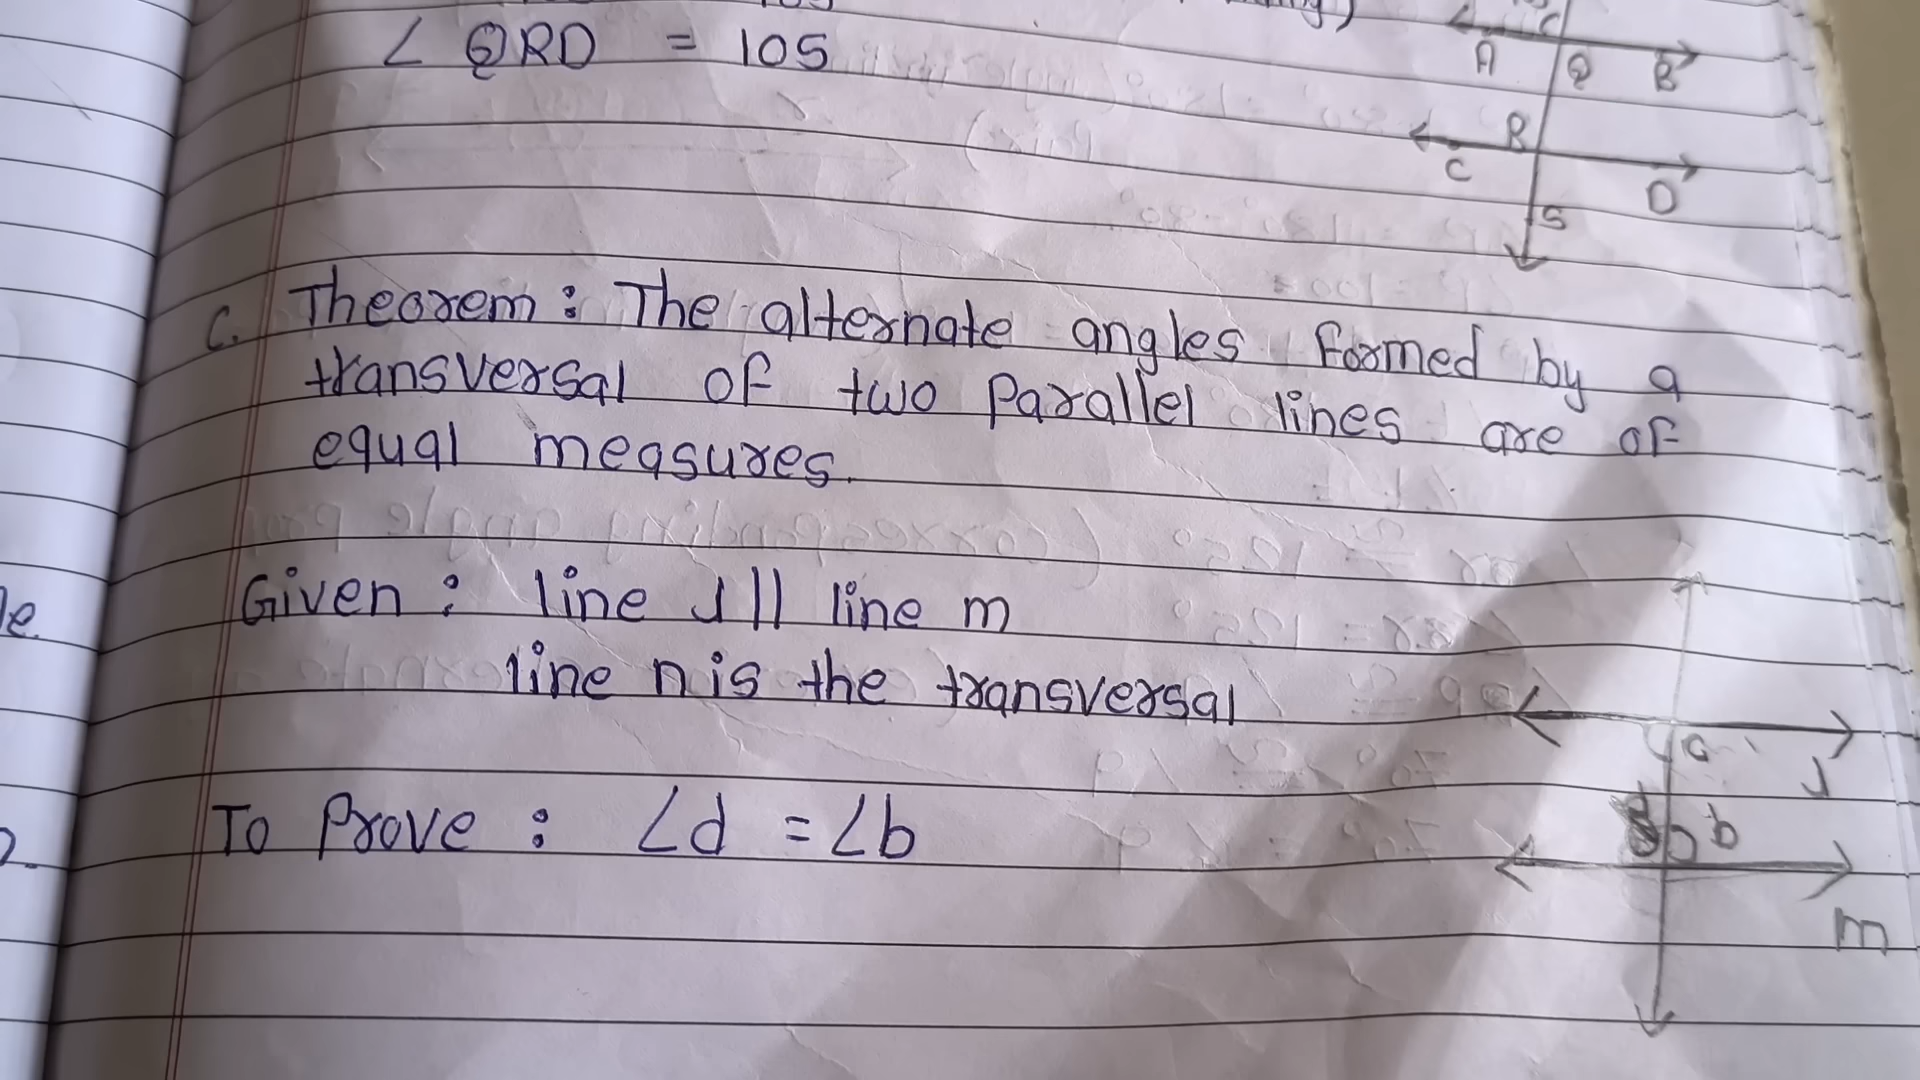 ∠ QRD = 105
A Q B
R
C D
S
C. Theorem : The alternate angles formed by a
transversal of two parallel lines are of
equal measures.
Given : line l || line m
line n is the transversal
l
To Prove : ∠d = ∠b
b
m